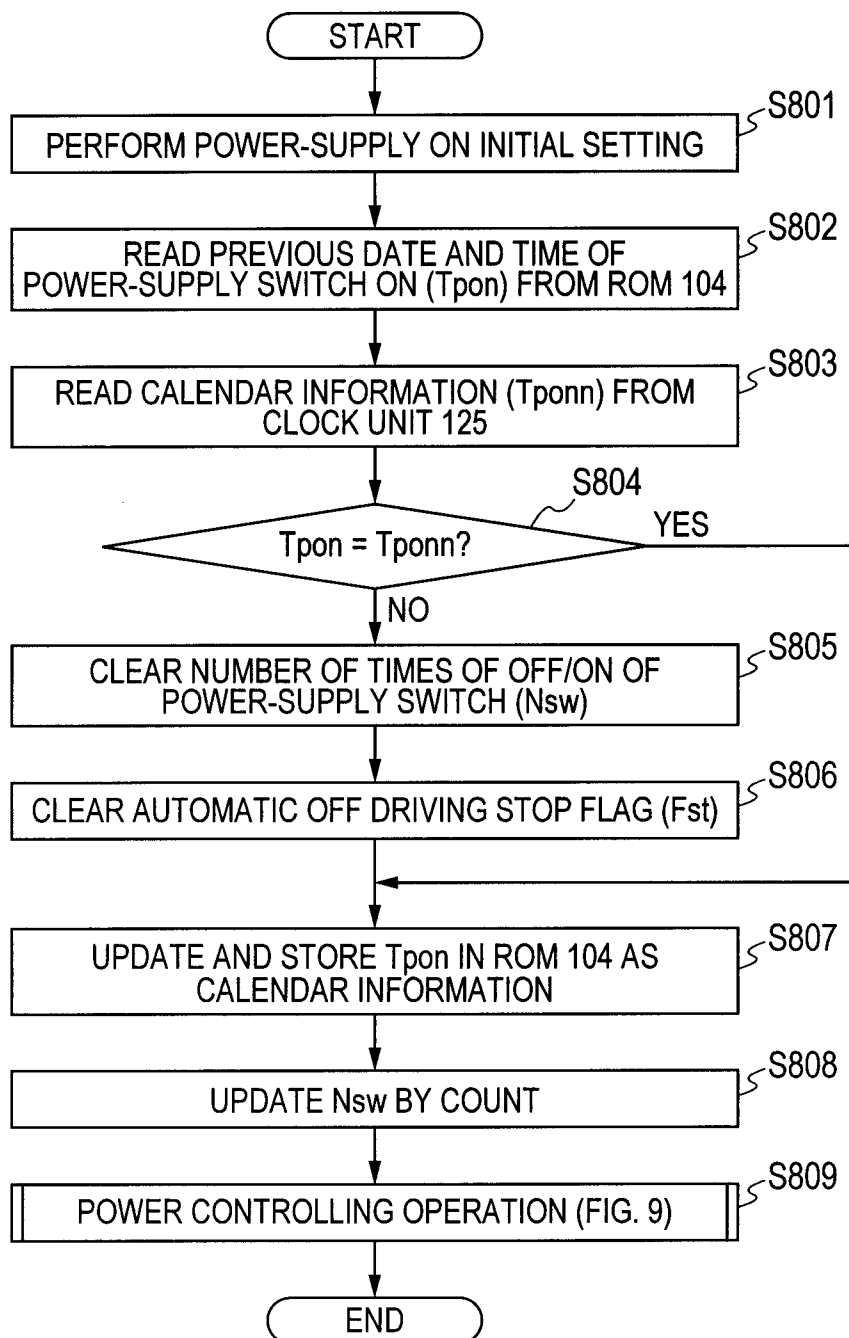 START
S801
PERFORM POWER-SUPPLY ON INITIAL SETTING
S802
READ PREVIOUS DATE AND TIME OF
POWER-SUPPLY SWITCH ON (Tpon) FROM ROM 104
S803
READ CALENDAR INFORMATION (Tponn) FROM
CLOCK UNIT 125
S804
Tpon = Tponn?
YES
NO
S805
CLEAR NUMBER OF TIMES OF OFF/ON OF
POWER-SUPPLY SWITCH (Nsw)
S806
CLEAR AUTOMATIC OFF DRIVING STOP FLAG (Fst)
S807
UPDATE AND STORE Tpon IN ROM 104 AS
CALENDAR INFORMATION
S808
UPDATE Nsw BY COUNT
S809
POWER CONTROLLING OPERATION (FIG. 9)
END